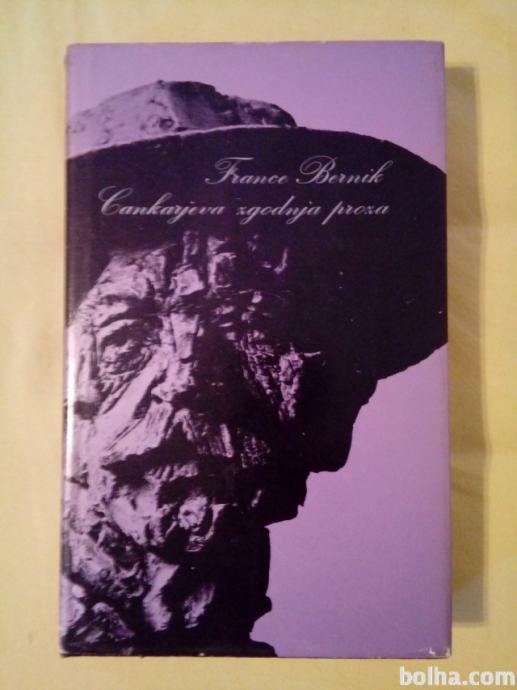 France Bernik
Cankarjeva zgodnja proza
bolha.com